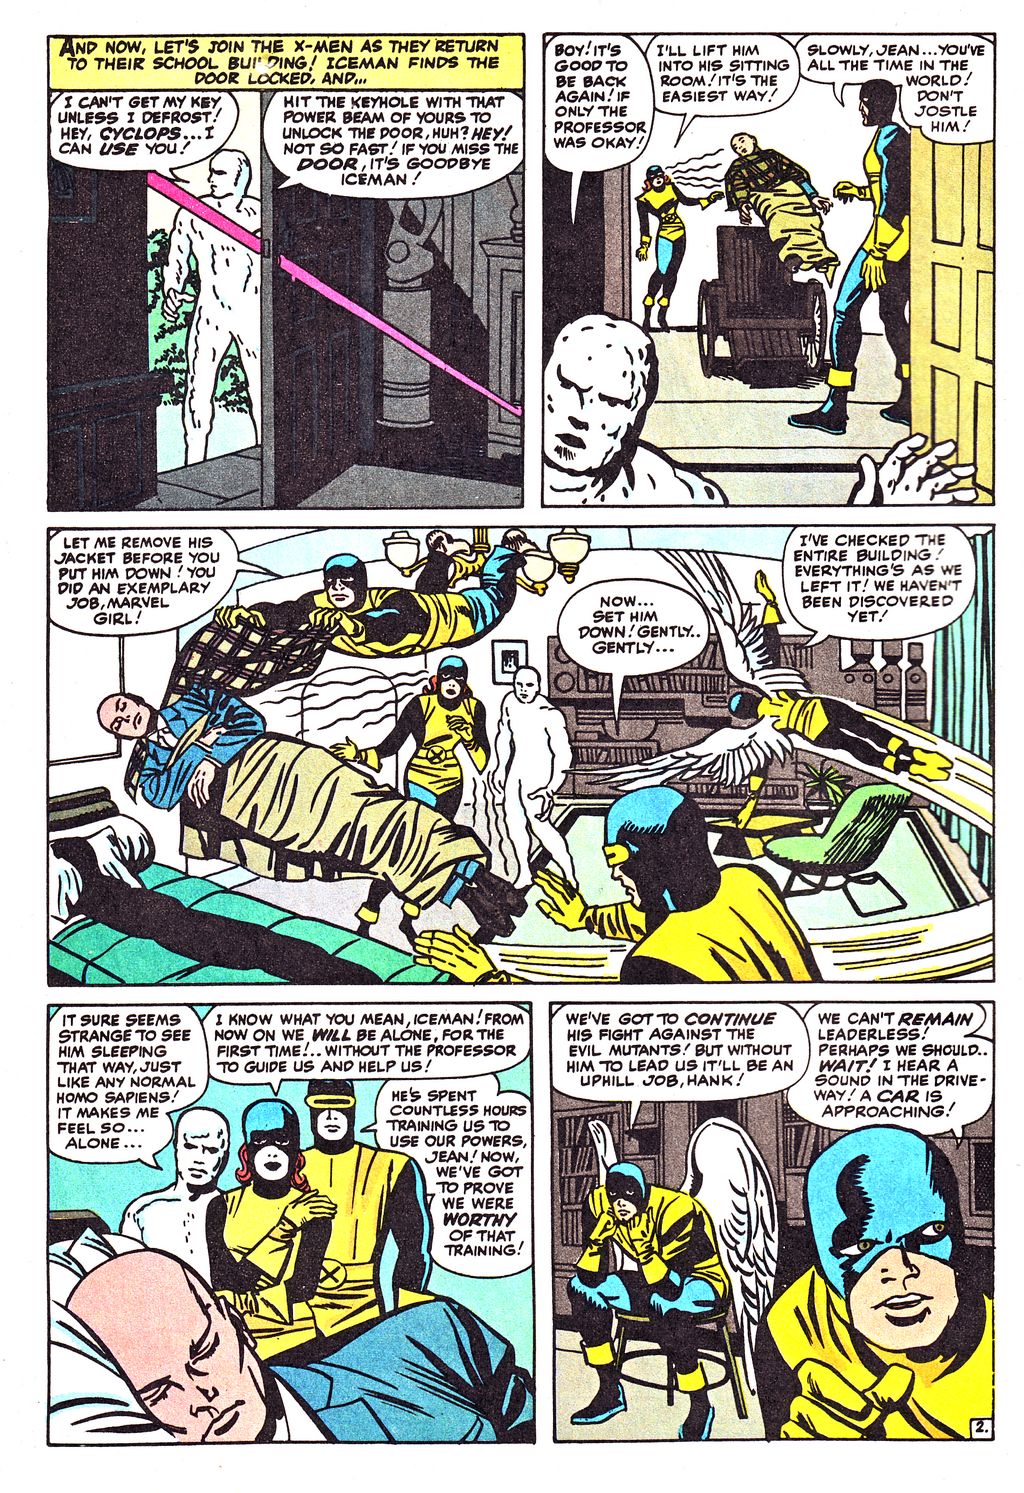 AND NOW, LET'S JOIN THE X-MEN AS THEY RETURN
TO THEIR SCHOOL BUILDING! ICEMAN FINDS THE
DOOR LOCKED, AND...
I CAN'T GET MY KEY
UNLESS I DEFROST!
HEY, CYCLOPS...I
CAN USE YOU!
HIT THE KEYHOLE WITH THAT
POWER BEAM OF YOURS TO
UNLOCK THE DOOR, HUH? HEY!
NOT SO FAST! IF YOU MISS THE
DOOR, IT'S GOODBYE
ICEMAN!
BOY! IT'S
GOOD TO
BE BACK
AGAIN! IF
ONLY THE
PROFESSOR
WAS OKAY!
I'LL LIFT HIM
INTO HIS SITTING
ROOM! IT'S THE
EASIEST WAY!
SLOWLY, JEAN...YOU'VE
ALL THE TIME IN THE
WORLD!
DON'T
JOSTLE
HIM!
LET ME REMOVE HIS
JACKET BEFORE YOU
PUT HIM DOWN! YOU
DID AN EXEMPLARY
JOB, MARVEL
GIRL!
NOW...
SET HIM
DOWN! GENTLY..
GENTLY...
I'VE CHECKED THE
ENTIRE BUILDING!
EVERYTHING'S AS WE
LEFT IT! WE HAVEN'T
BEEN DISCOVERED
YET!
IT SURE SEEMS
STRANGE TO SEE
HIM SLEEPING
THAT WAY, JUST
LIKE ANY NORMAL
HOMO SAPIENS!
IT MAKES ME
FEEL SO...
ALONE...
I KNOW WHAT YOU MEAN, ICEMAN! FROM
NOW ON WE WILL BE ALONE, FOR THE
FIRST TIME!..WITHOUT THE PROFESSOR
TO GUIDE US AND HELP US!
HE'S SPENT
COUNTLESS HOURS
TRAINING US TO
USE OUR POWERS,
JEAN! NOW,
WE'VE GOT
TO PROVE
WE WERE
WORTHY
OF THAT
TRAINING!
WE'VE GOT TO CONTINUE
HIS FIGHT AGAINST THE
EVIL MUTANTS! BUT WITHOUT
HIM TO LEAD US IT'LL BE AN
UPHILL JOB, HANK!
WE CAN'T REMAIN
LEADERLESS!
PERHAPS WE SHOULD..
WAIT! I HEAR A
SOUND IN THE DRIVE-
WAY! A CAR IS
APPROACHING!
2.